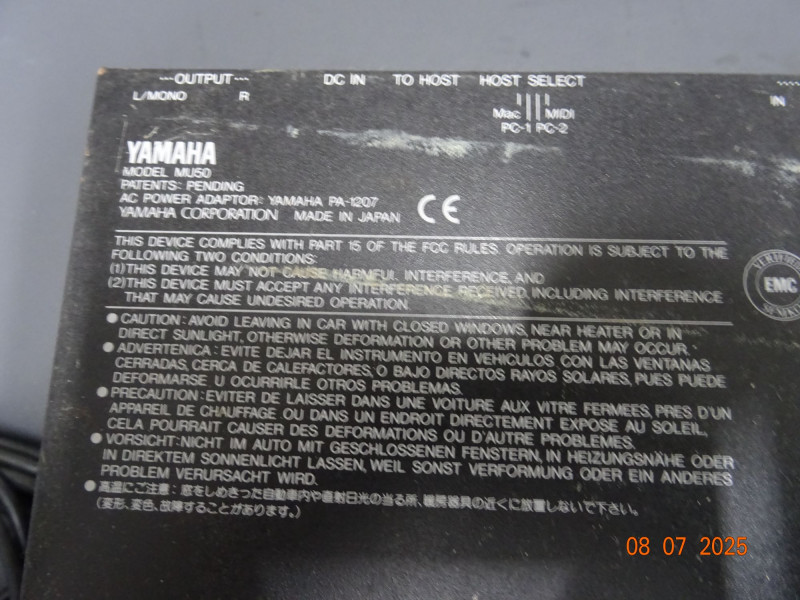 OUTPUT DC IN TO HOST HOST SELECT
L/MONO R IN
Mac MIDI
PC-1 PC-2
YAMAHA
MODEL MU50
PATENTS: PENDING
AC POWER ADAPTOR: YAMAHA PA-1207
YAMAHA CORPORATION MADE IN JAPAN CE
THIS DEVICE COMPLIES WITH PART 15 OF THE FCC RULES. OPERATION IS SUBJECT TO THE
FOLLOWING TWO CONDITIONS:
(1)THIS DEVICE MAY NOT CAUSE HARMFUL INTERFERENCE, AND
(2)THIS DEVICE MUST ACCEPT ANY INTERFERENCE RECEIVED, INCLUDING INTERFERENCE
THAT MAY CAUSE UNDESIRED OPERATION.
EMC
●CAUTION: AVOID LEAVING IN CAR WITH CLOSED WINDOWS, NEAR HEATER OR IN
DIRECT SUNLIGHT, OTHERWISE DEFORMATION OR OTHER PROBLEM MAY OCCUR.
●ADVERTENICA: EVITE DEJAR EL INSTRUMENTO EN VEHICULOS CON LAS VENTANAS
CERRADAS, CERCA DE CALEFACTORES, O BAJO DIRECTOS RAYOS SOLARES, PUES PUEDE
DEFORMARSE U OCURRIRLE OTROS PROBLEMAS.
●PRECAUTION: EVITER DE LAISSER DANS UNE VOITURE AUX VITRE FERMEES, PRES D'UN
APPAREIL DE CHAUFFAGE OU DANS UN ENDROIT DIRECTEMENT EXPOSE AU SOLEIL,
CELA POURRAIT CAUSER DES DEFORMATIONS OU D'AUTRE PROBLEMES.
●VORSICHT: NICHT IM AUTO MIT GESCHLOSSENEN FENSTERN, IN HEIZUNGSNÄHE ODER
IN DIREKTEM SONNENLICHT LASSEN, WEIL SONST VERFORMUNG ODER EIN ANDERES
PROBLEM VERURSACHT WIRD.
●高温にご注意：窓をしめきった自動車内や直射日光の当る所、暖房器具の近くに放置しないで下さい。
(変形、変色、故障することがあります。)
08 07 2025